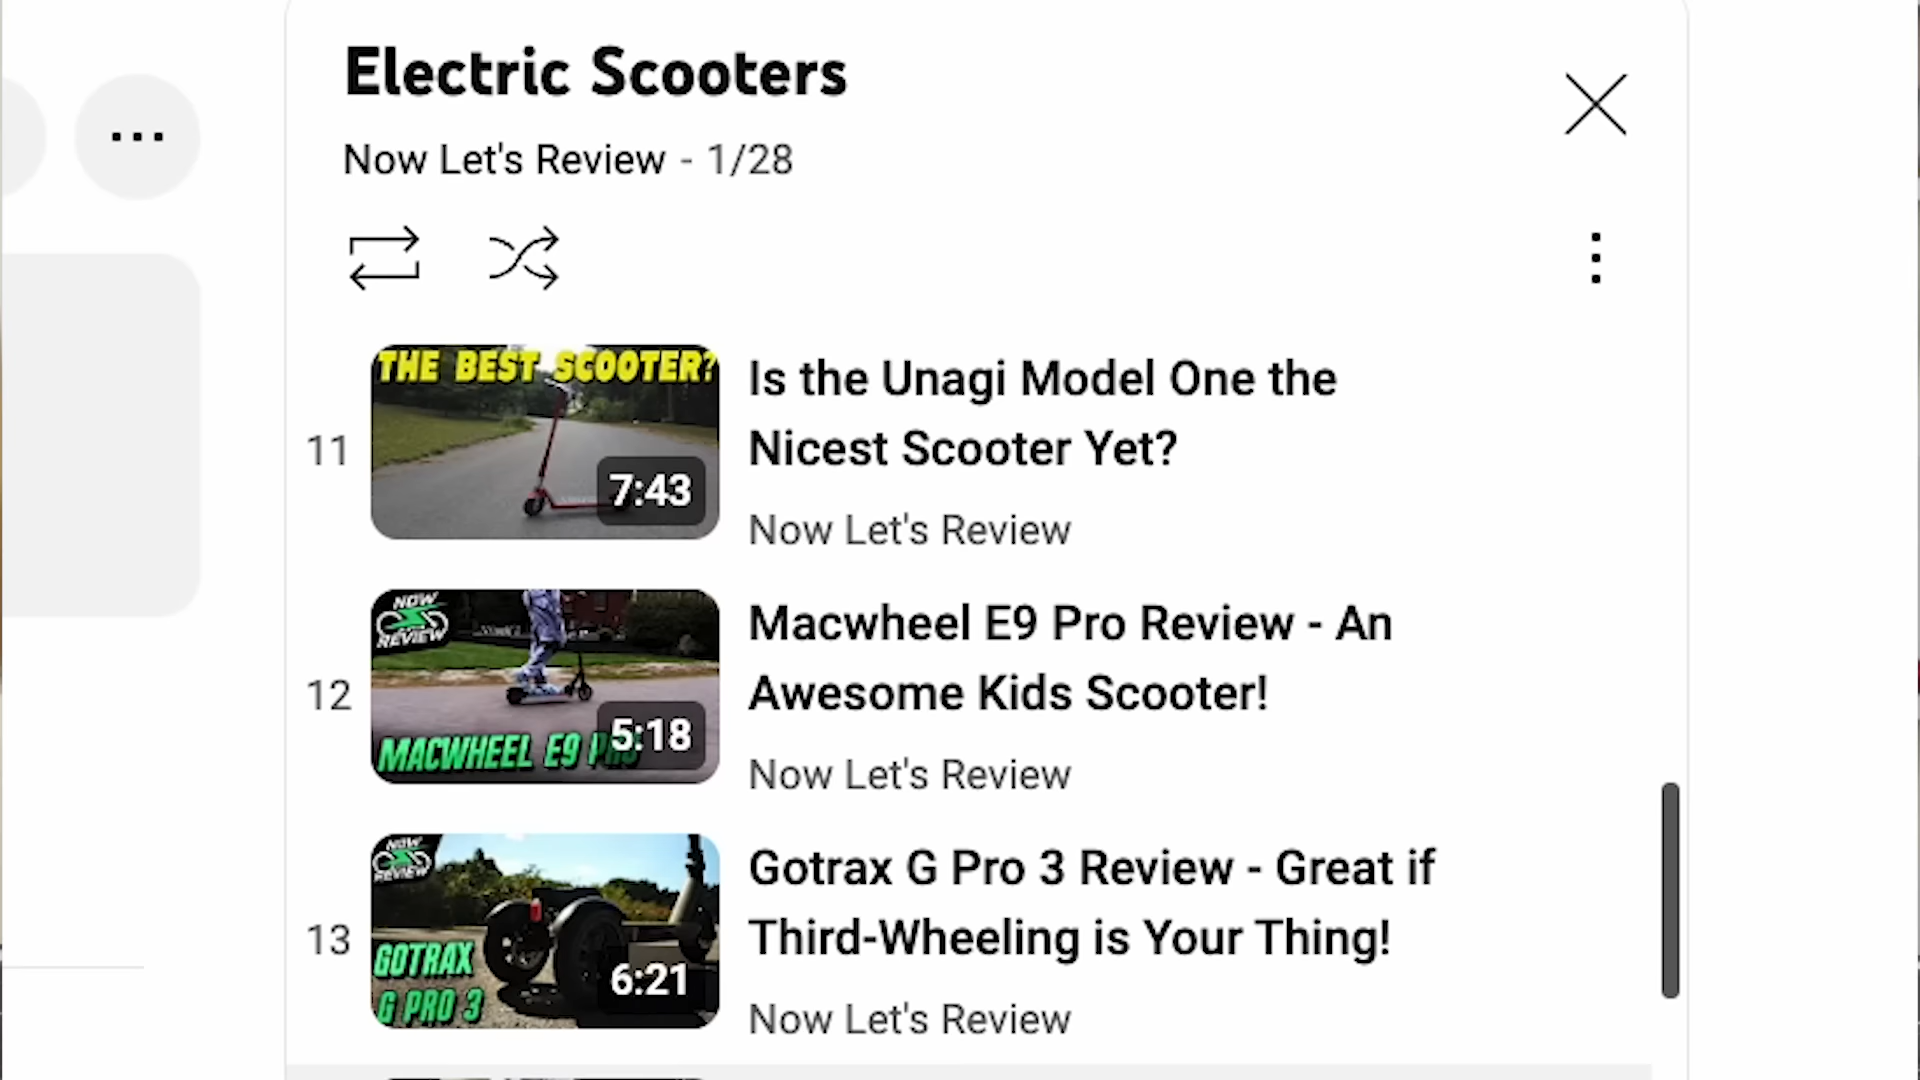 Electric Scooters
Now Let's Review - 1/28
THE BEST SCOOTER?
Is the Unagi Model One the
Nicest Scooter Yet?
11
7:43
Now Let's Review
NOW
REVIEW
Macwheel E9 Pro Review - An
Awesome Kids Scooter!
12
MACWHEEL E9 PRO
5:18
Now Let's Review
NOW
REVIEW
Gotrax G Pro 3 Review - Great if
Third-Wheeling is Your Thing!
13
GOTRAX
G PRO 3
6:21
Now Let's Review